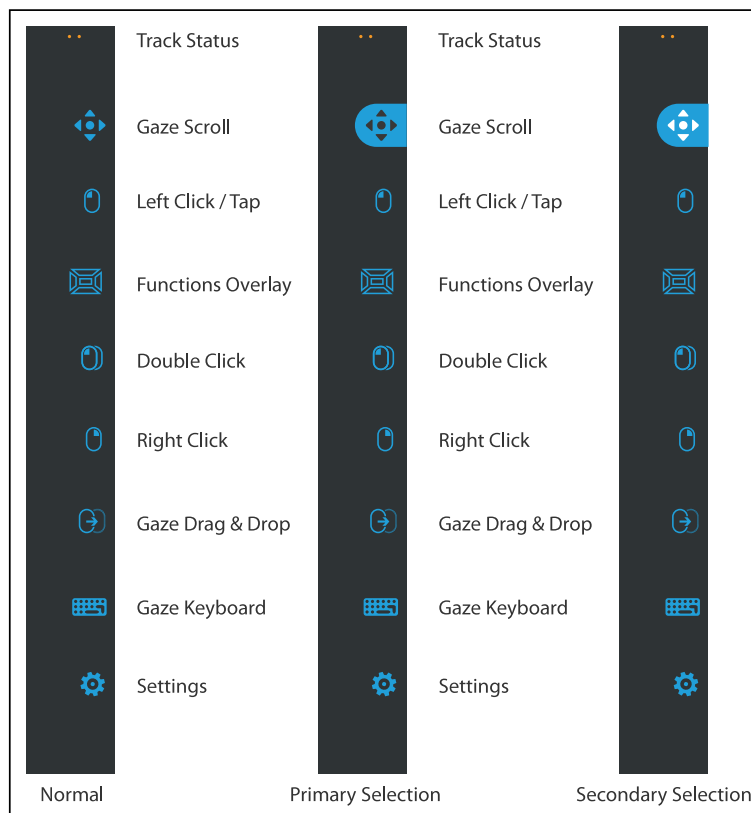 Track Status Track Status
Gaze Scroll Gaze Scroll
Left Click / Tap Left Click / Tap
Functions Overlay Functions Overlay
Double Click Double Click
Right Click Right Click
Gaze Drag & Drop Gaze Drag & Drop
Gaze Keyboard Gaze Keyboard
Settings Settings
Normal Primary Selection Secondary Selection